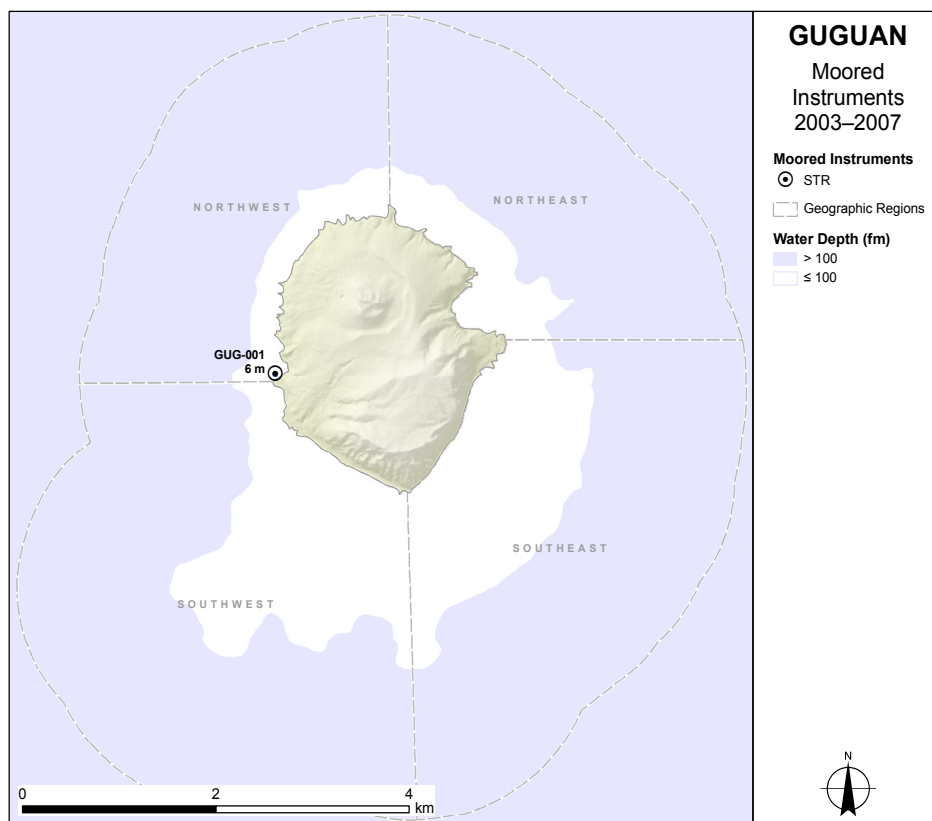 GUGUAN
Moored
Instruments
2003–2007
Moored Instruments
STR
Geographic Regions
Water Depth (fm)
> 100
≤ 100
N
NORTHWEST
NORTHEAST
GUG-001
6 m
SOUTHEAST
SOUTHWEST
0 2 4
km